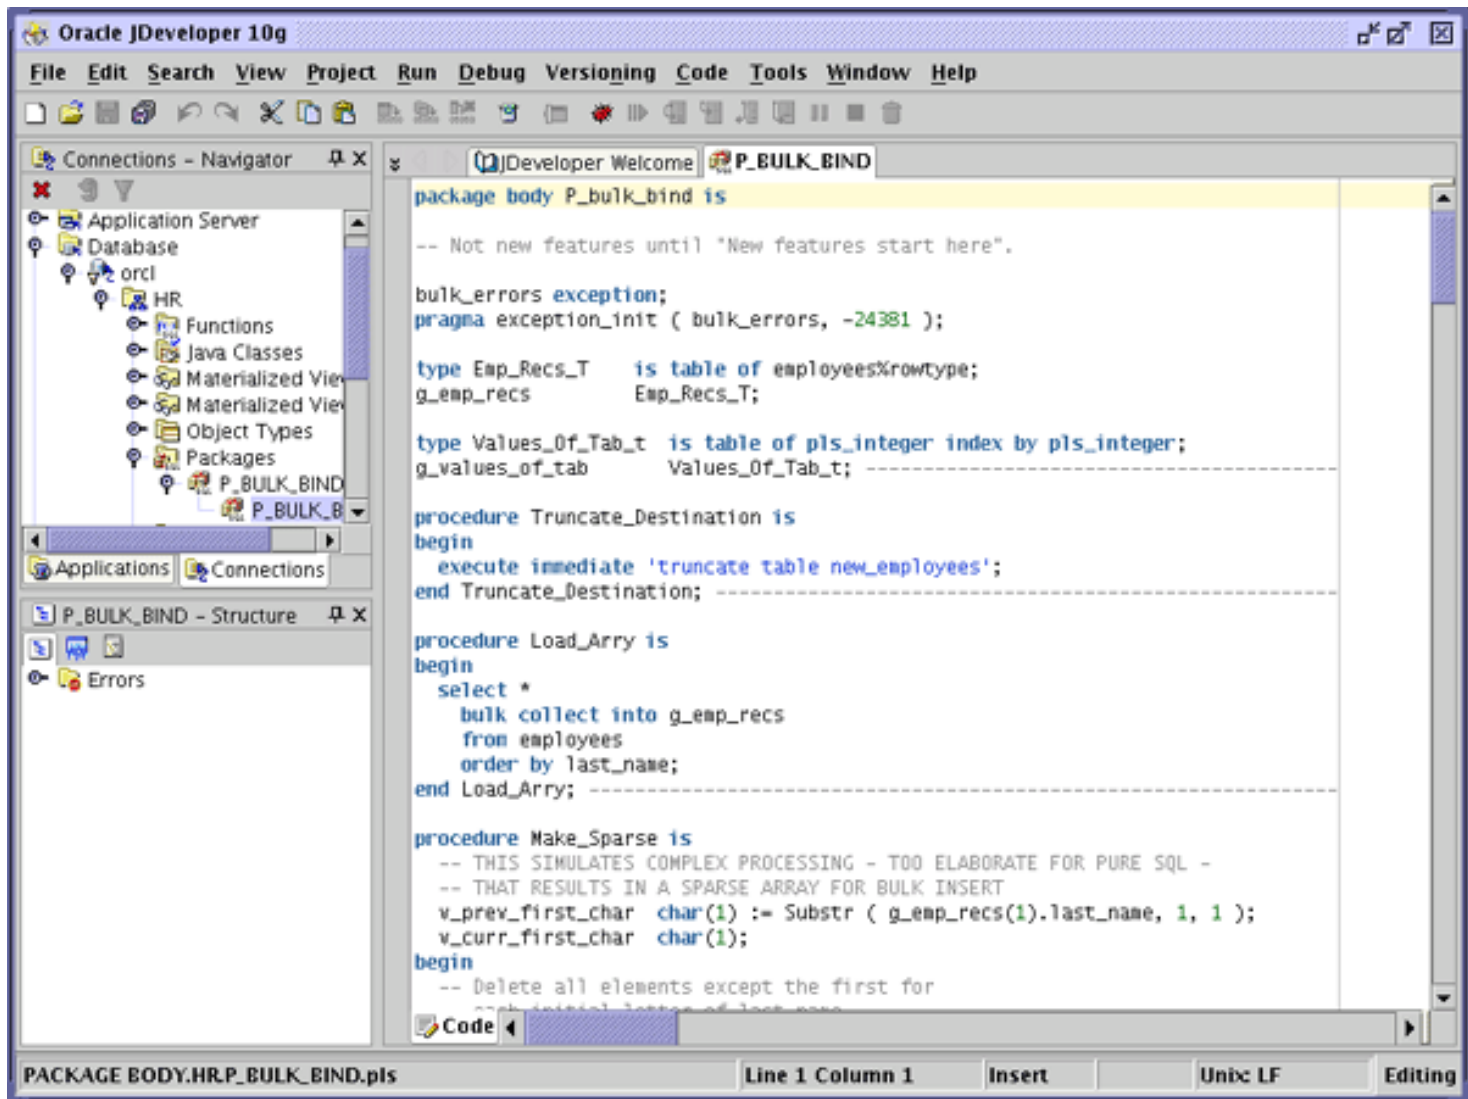 Oracle JDeveloper 10g
File Edit Search View Project Run Debug Versioning Code Tools Window Help
Connections - Navigator
Application Server
Database
orcl
HR
Functions
Java Classes
Materialized Vie
Materialized Vie
Object Types
Packages
P_BULK_BIND
P_BULK_B
Applications Connections
P_BULK_BIND - Structure
Errors
JDeveloper Welcome P_BULK_BIND
package body P_bulk_bind is
-- Not new features until "New features start here".
bulk_errors exception;
pragma exception_init ( bulk_errors, -24381 );
type Emp_Recs_T is table of employees%rowtype;
g_emp_recs Emp_Recs_T;
type Values_Of_Tab_t is table of pls_integer index by pls_integer;
g_values_of_tab Values_Of_Tab_t; -----------------------------------------
procedure Truncate_Destination is
begin
execute immediate 'truncate table new_employees';
end Truncate_Destination; ------------------------------------------------------
procedure Load_Arry is
begin
select *
bulk collect into g_emp_recs
from employees
order by last_name;
end Load_Arry; -----------------------------------------------------------------
procedure Make_Sparse is
-- THIS SIMULATES COMPLEX PROCESSING - TOO ELABORATE FOR PURE SQL -
-- THAT RESULTS IN A SPARSE ARRAY FOR BULK INSERT
v_prev_first_char char(1) := Substr ( g_emp_recs(1).last_name, 1, 1 );
v_curr_first_char char(1);
begin
-- Delete all elements except the first for
each initial letter of last_name
Code
PACKAGE BODY.HR.P_BULK_BIND.pls Line 1 Column 1 Insert Unix: LF Editing